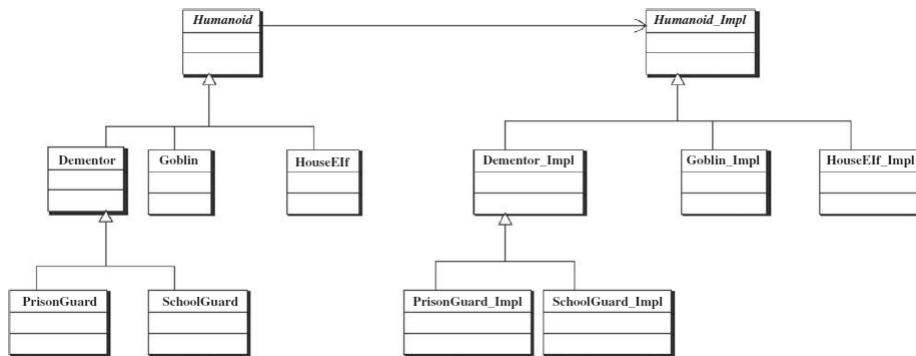 Humanoid
Humanoid_Impl
Dementor
Goblin
HouseElf
Dementor_Impl
Goblin_Impl
HouseElf_Impl
PrisonGuard
SchoolGuard
PrisonGuard_Impl
SchoolGuard_Impl